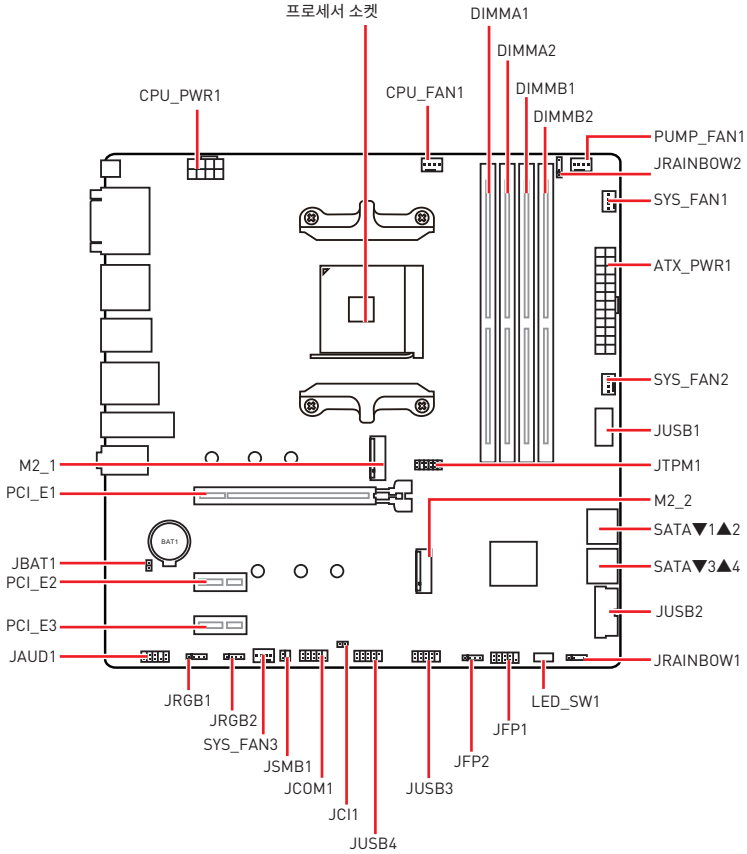 프로세서 소켓
DIMMA1
DIMMA2
DIMMB1
DIMMB2
CPU_PWR1
CPU_FAN1
PUMP_FAN1
JRAINBOW2
SYS_FAN1
ATX_PWR1
SYS_FAN2
JUSB1
M2_1
JTPM1
PCI_E1
M2_2
SATA▼1▲2
BAT1
JBAT1
SATA▼3▲4
PCI_E2
JUSB2
PCI_E3
JAUD1
JRAINBOW1
JRGB1
LED_SW1
JRGB2
JFP1
SYS_FAN3
JFP2
JSMB1
JCOM1
JUSB3
JCI1
JUSB4